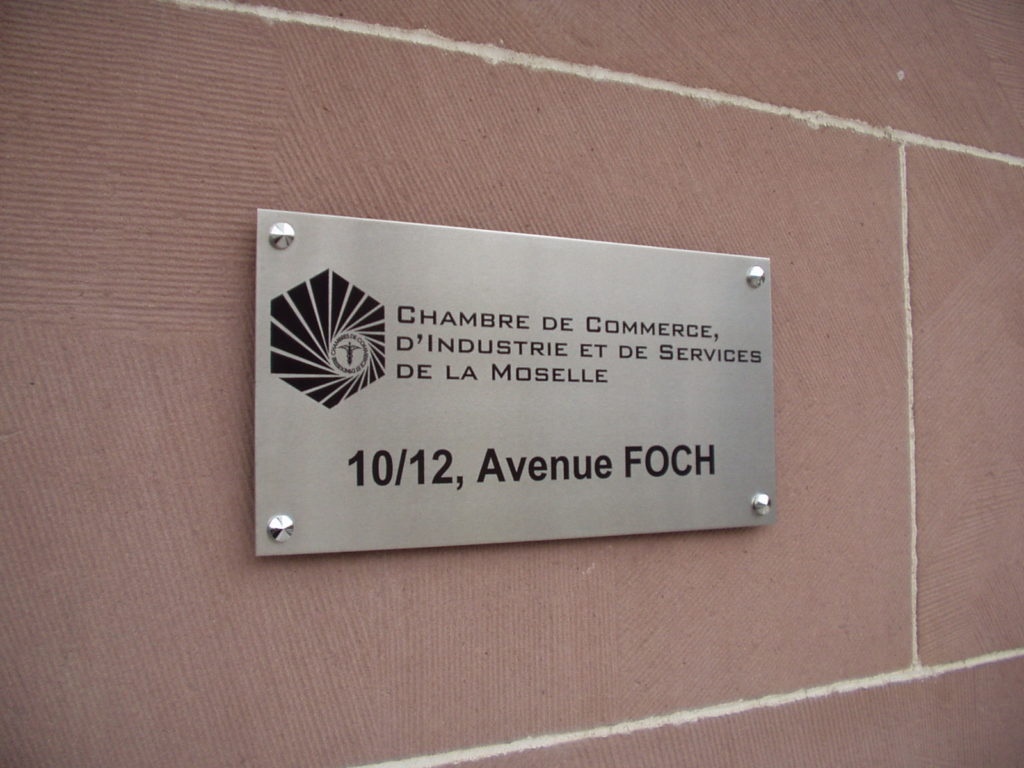 Chambre de Commerce,
d'Industrie et de Services
de la Moselle
10/12, Avenue FOCH